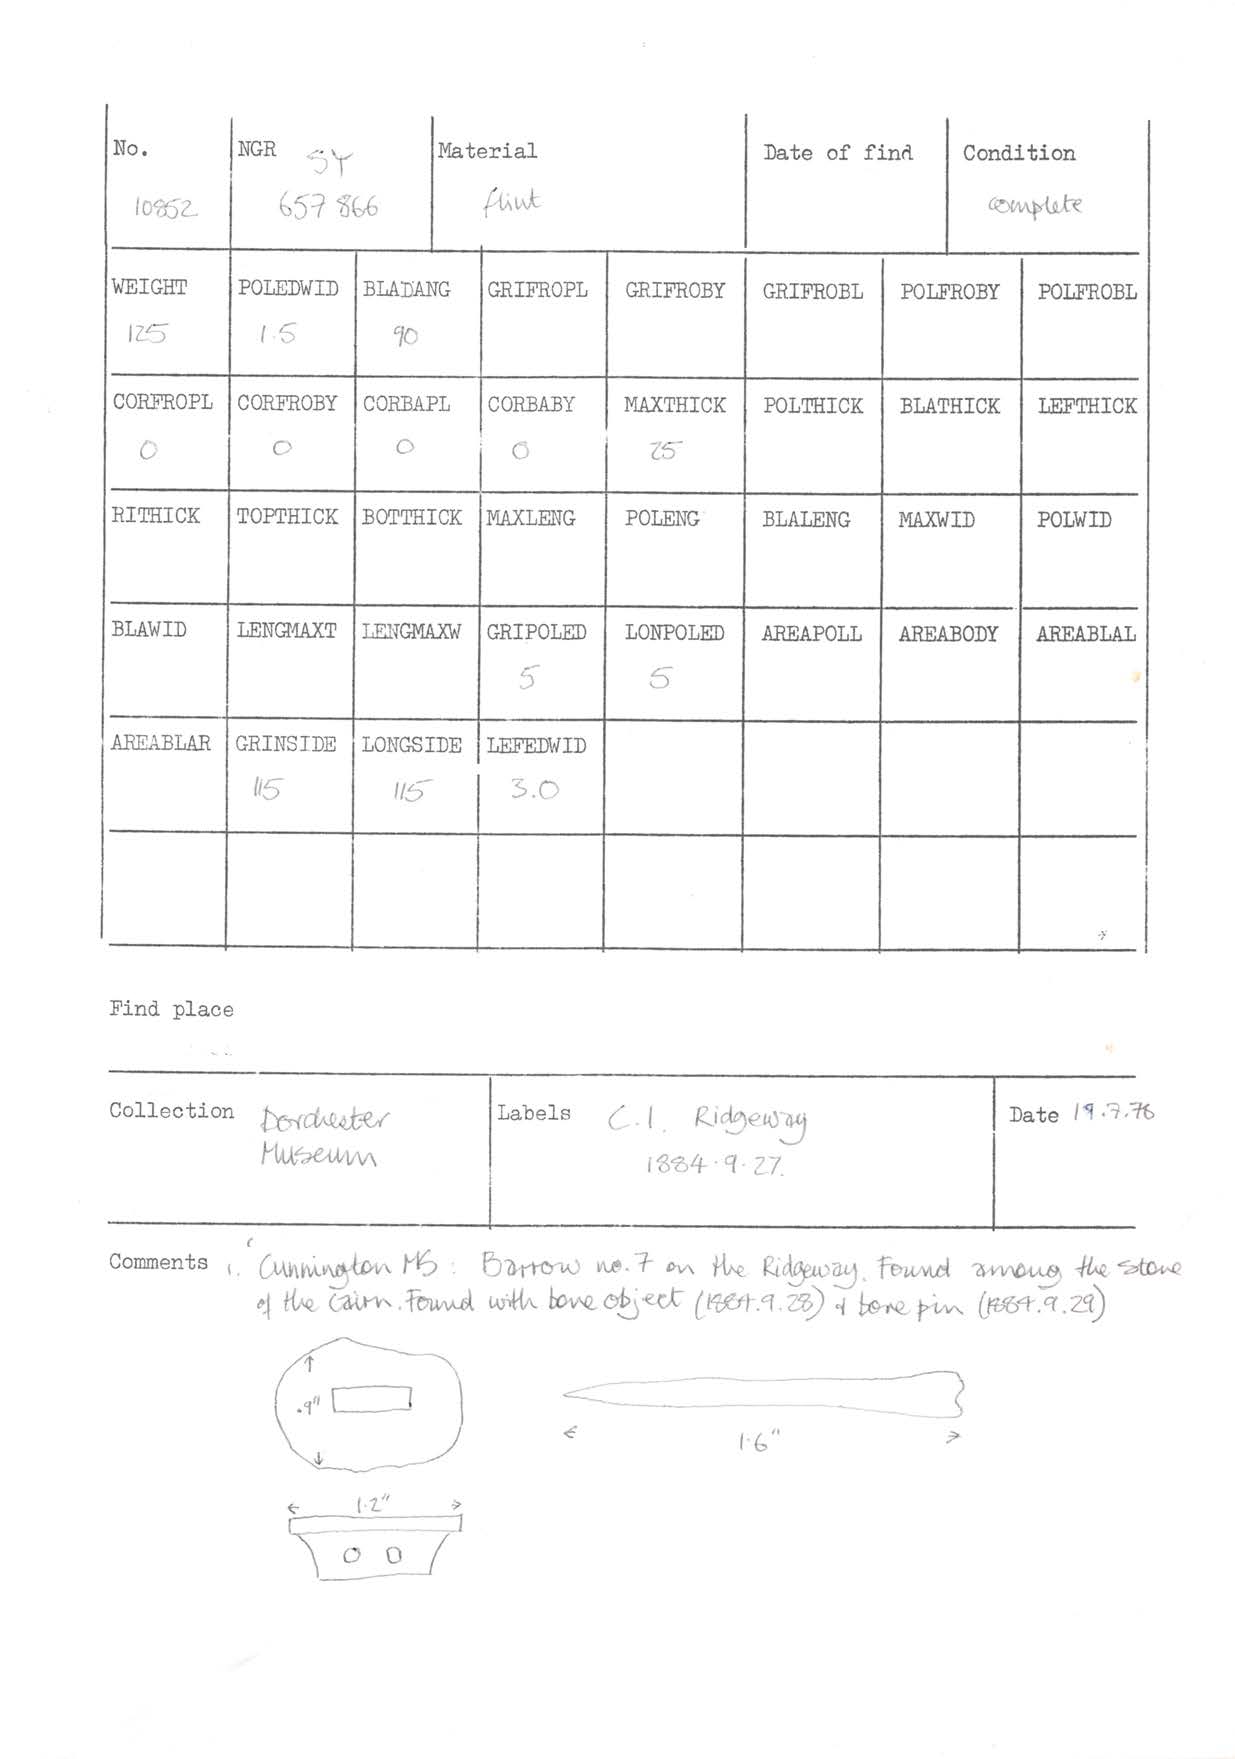 No. NGR SY Material Date of find Condition
10852 657 866 flint complete
WEIGHT POLEDWID BLADANG GRIFROPL GRIFROBY GRIFROBL POLFROBY POLFROBL
125 1.5 90
CORFROPL CORFROBY CORBAPL CORBABY MAXTHICK POLTHICK BLATHICK LEFTHICK
0 0 0 0 25
RITHICK TOPTHICK BOTTHICK MAXLENG POLENG BLALENG MAXWID POLWID
BLAWID LENGMAXT LENGMAXW GRIPOLED LONPOLED AREAPOLL AREABODY AREABLAL
5 5
AREABLAR GRINSIDE LONGSIDE LEFEDWID
115 115 3.0
Find place
Collection Dorchester Labels C.I. Ridgeway Date 19.7.78
Museum 1884.9.27.
Comments 1. 'Cunnington MS: Barrow no.7 on the Ridgeway. Found among the stone
of the cairn. Found with bone object (1884.9.28) & bone pin (1884.9.29)
.9"
1.6"
1.2"